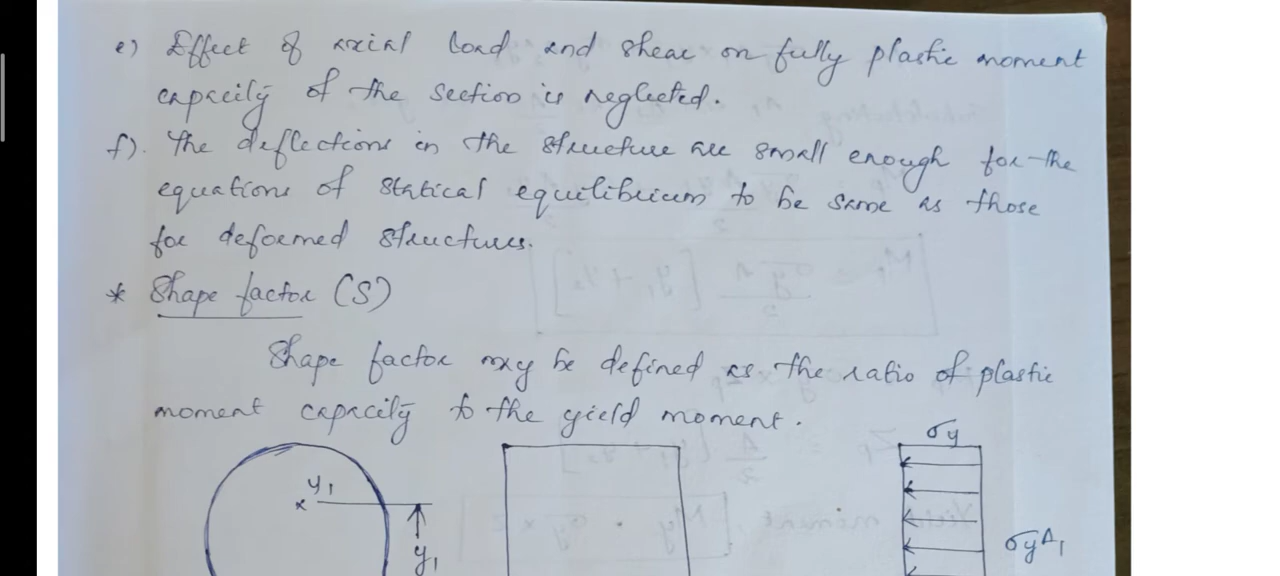 e) Effect of axial load and shear on fully plastic moment
capacity of the section is neglected.
f). The deflections in the structure are small enough for the
equations of statical equilibrium to be same as those
for deformed structures.
* Shape factor (S)
Shape factor may be defined as the ratio of plastic
moment capacity to the yield moment.
σy
y1
x
y1
σyA1